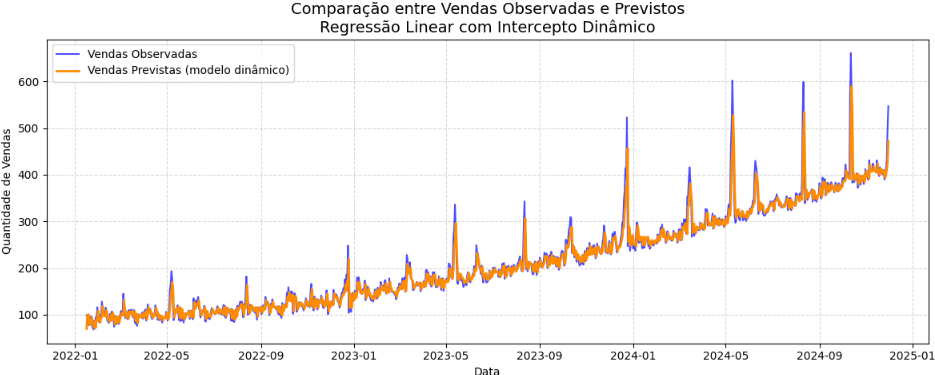 Comparação entre Vendas Observadas e Previstos
Regressão Linear com Intercepto Dinâmico
Vendas Observadas
Vendas Previstas (modelo dinâmico)
Quantidade de Vendas
600
500
400
300
200
100
2022-01 2022-05 2022-09 2023-01 2023-05 2023-09 2024-01 2024-05 2024-09 2025-01
Data